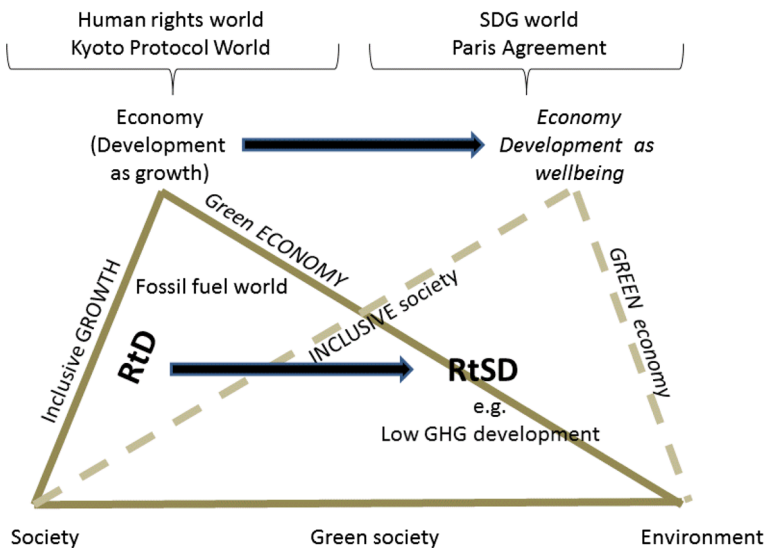 Human rights world
Kyoto Protocol World
SDG world
Paris Agreement
Economy
(Development
as growth)
Economy
Development as
wellbeing
Green ECONOMY
Inclusive GROWTH
Fossil fuel world
INCLUSIVE society
GREEN economy
RtD
RtSD
e.g.
Low GHG development
Society
Green society
Environment